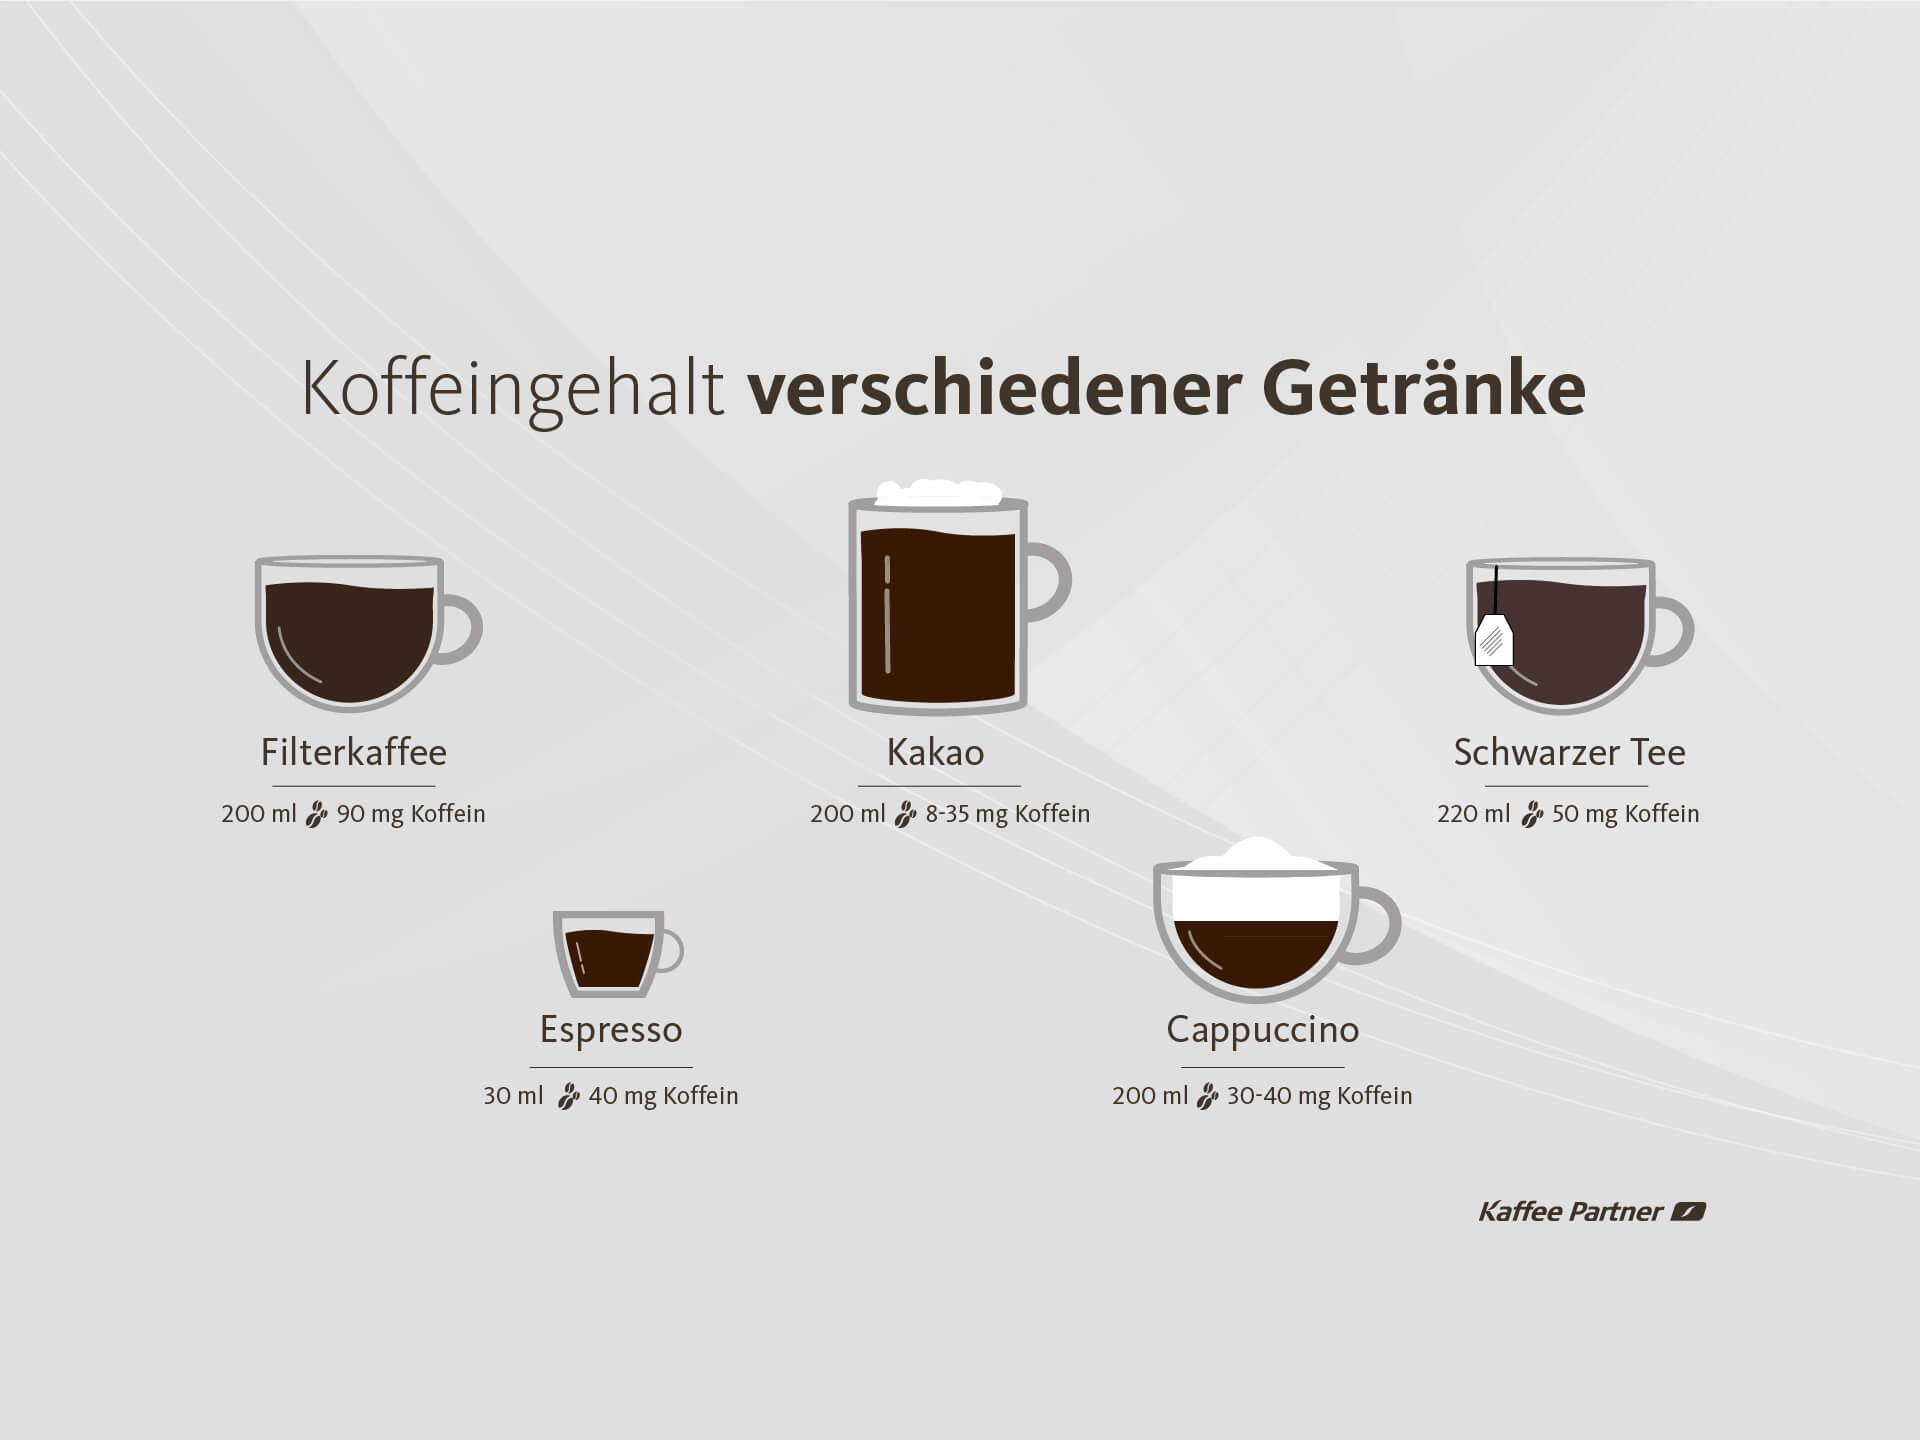 Koffeingehalt verschiedener Getränke
Filterkaffee
200 ml 90 mg Koffein
Kakao
200 ml 8-35 mg Koffein
Schwarzer Tee
220 ml 50 mg Koffein
Espresso
30 ml 40 mg Koffein
Cappuccino
200 ml 30-40 mg Koffein
Kaffee Partner